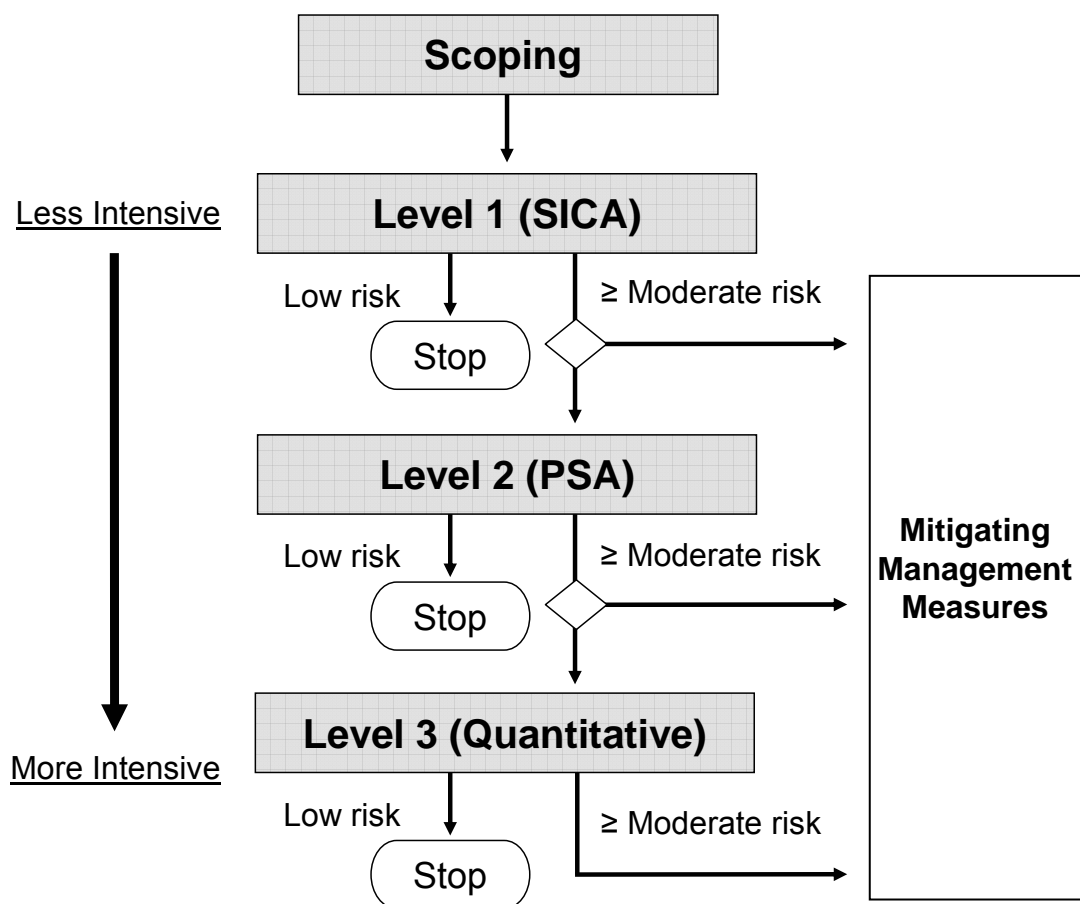 Scoping
Less Intensive
Level 1 (SICA)
Low risk
≥ Moderate risk
Stop
Level 2 (PSA)
Low risk
≥ Moderate risk
Stop
Mitigating
Management
Measures
Level 3 (Quantitative)
More Intensive
Low risk
≥ Moderate risk
Stop